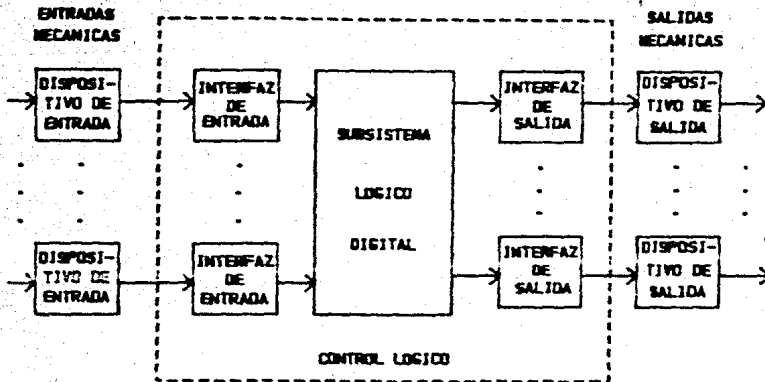 ENTRADAS
MECANICAS
SALIDAS
MECANICAS
DISPOSI-
TIVO DE
ENTRADA
INTERFAZ
DE
ENTRADA
SUBSISTEMA
LOGICO
DIGITAL
INTERFAZ
DE
SALIDA
DISPOSI-
TIVO DE
SALIDA
DISPOSI-
TIVO DE
ENTRADA
INTERFAZ
DE
ENTRADA
INTERFAZ
DE
SALIDA
DISPOSI-
TIVO DE
SALIDA
CONTROL LOGICO